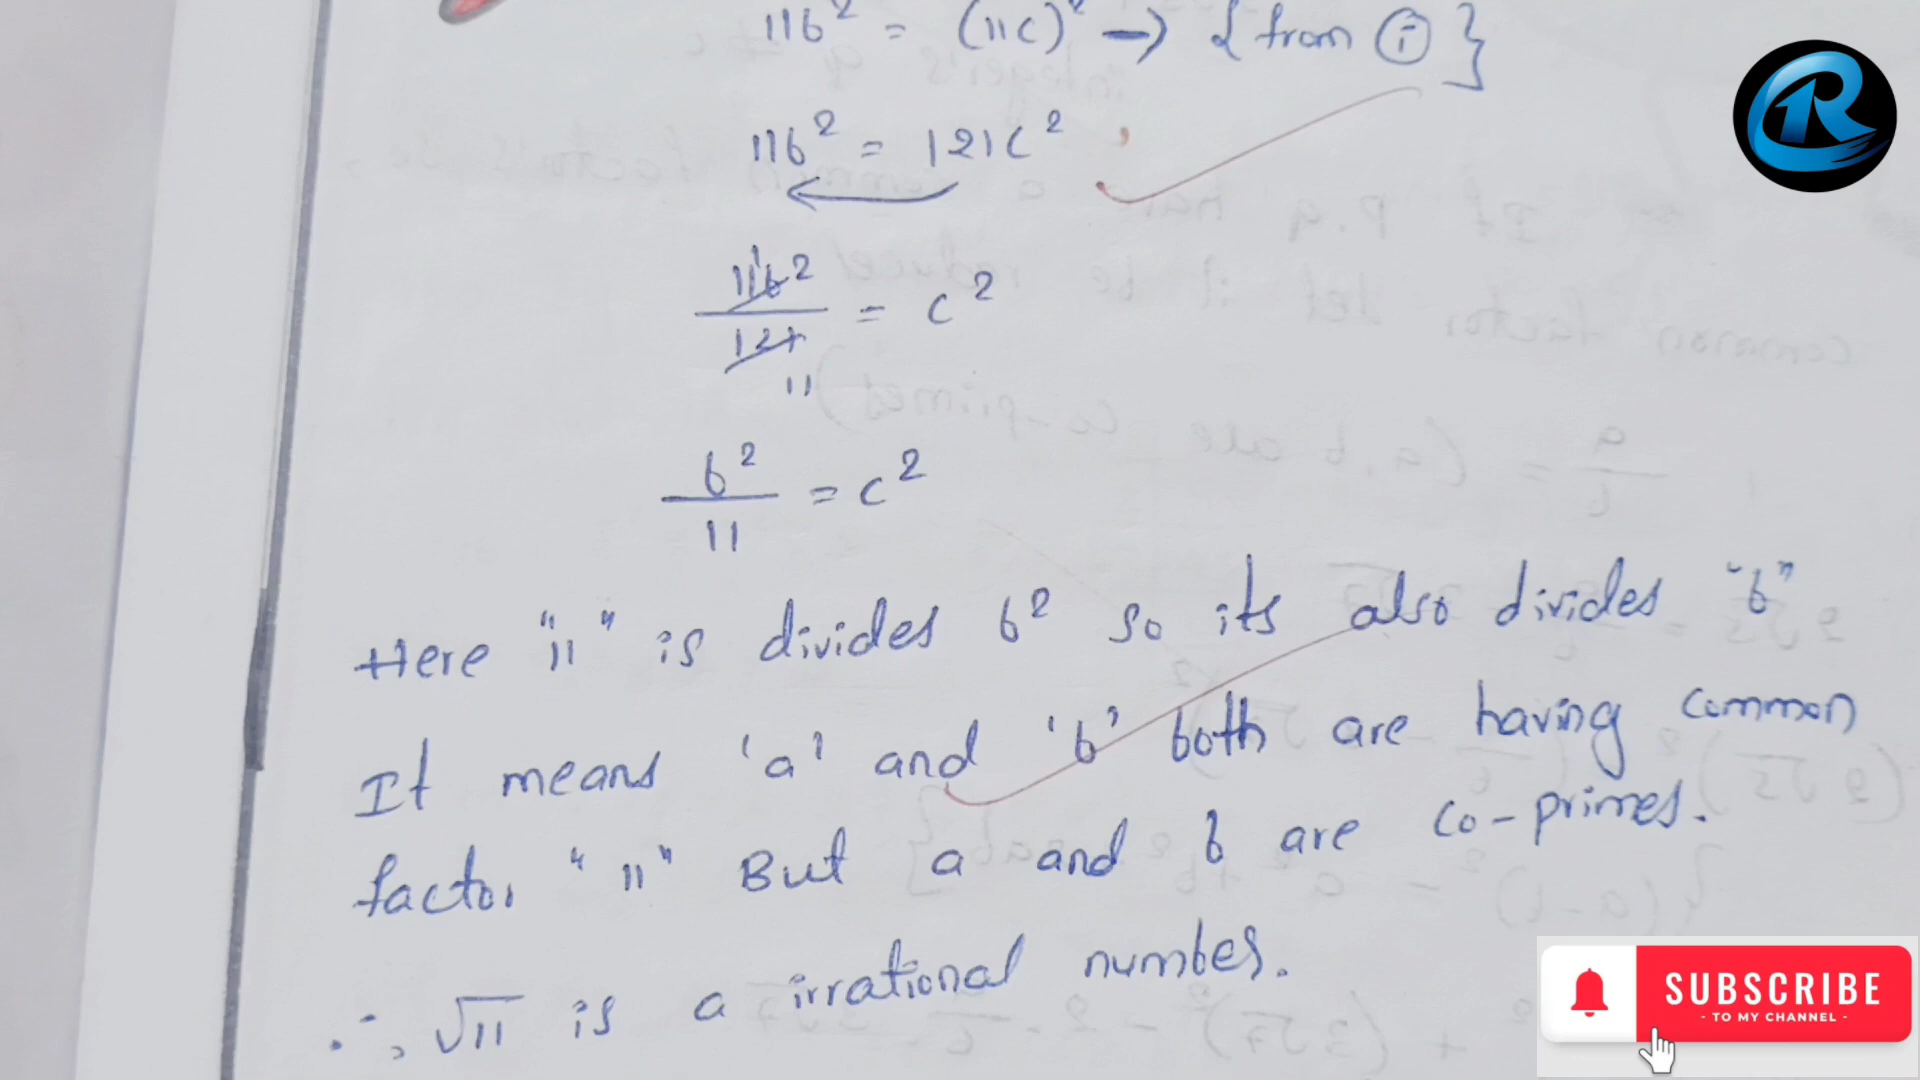 11b² = (11c)² → {from ⓘ}
11b² = 121c²
11b²/121 = c²
1
11
b²/11 = c²
Here "11" is divides b² so its also divides "b"
It means 'a' and 'b' both are having common
factor "11" But a and b are co-primes.
∴, √11 is a irrational number.
R
SUBSCRIBE
- TO MY CHANNEL -